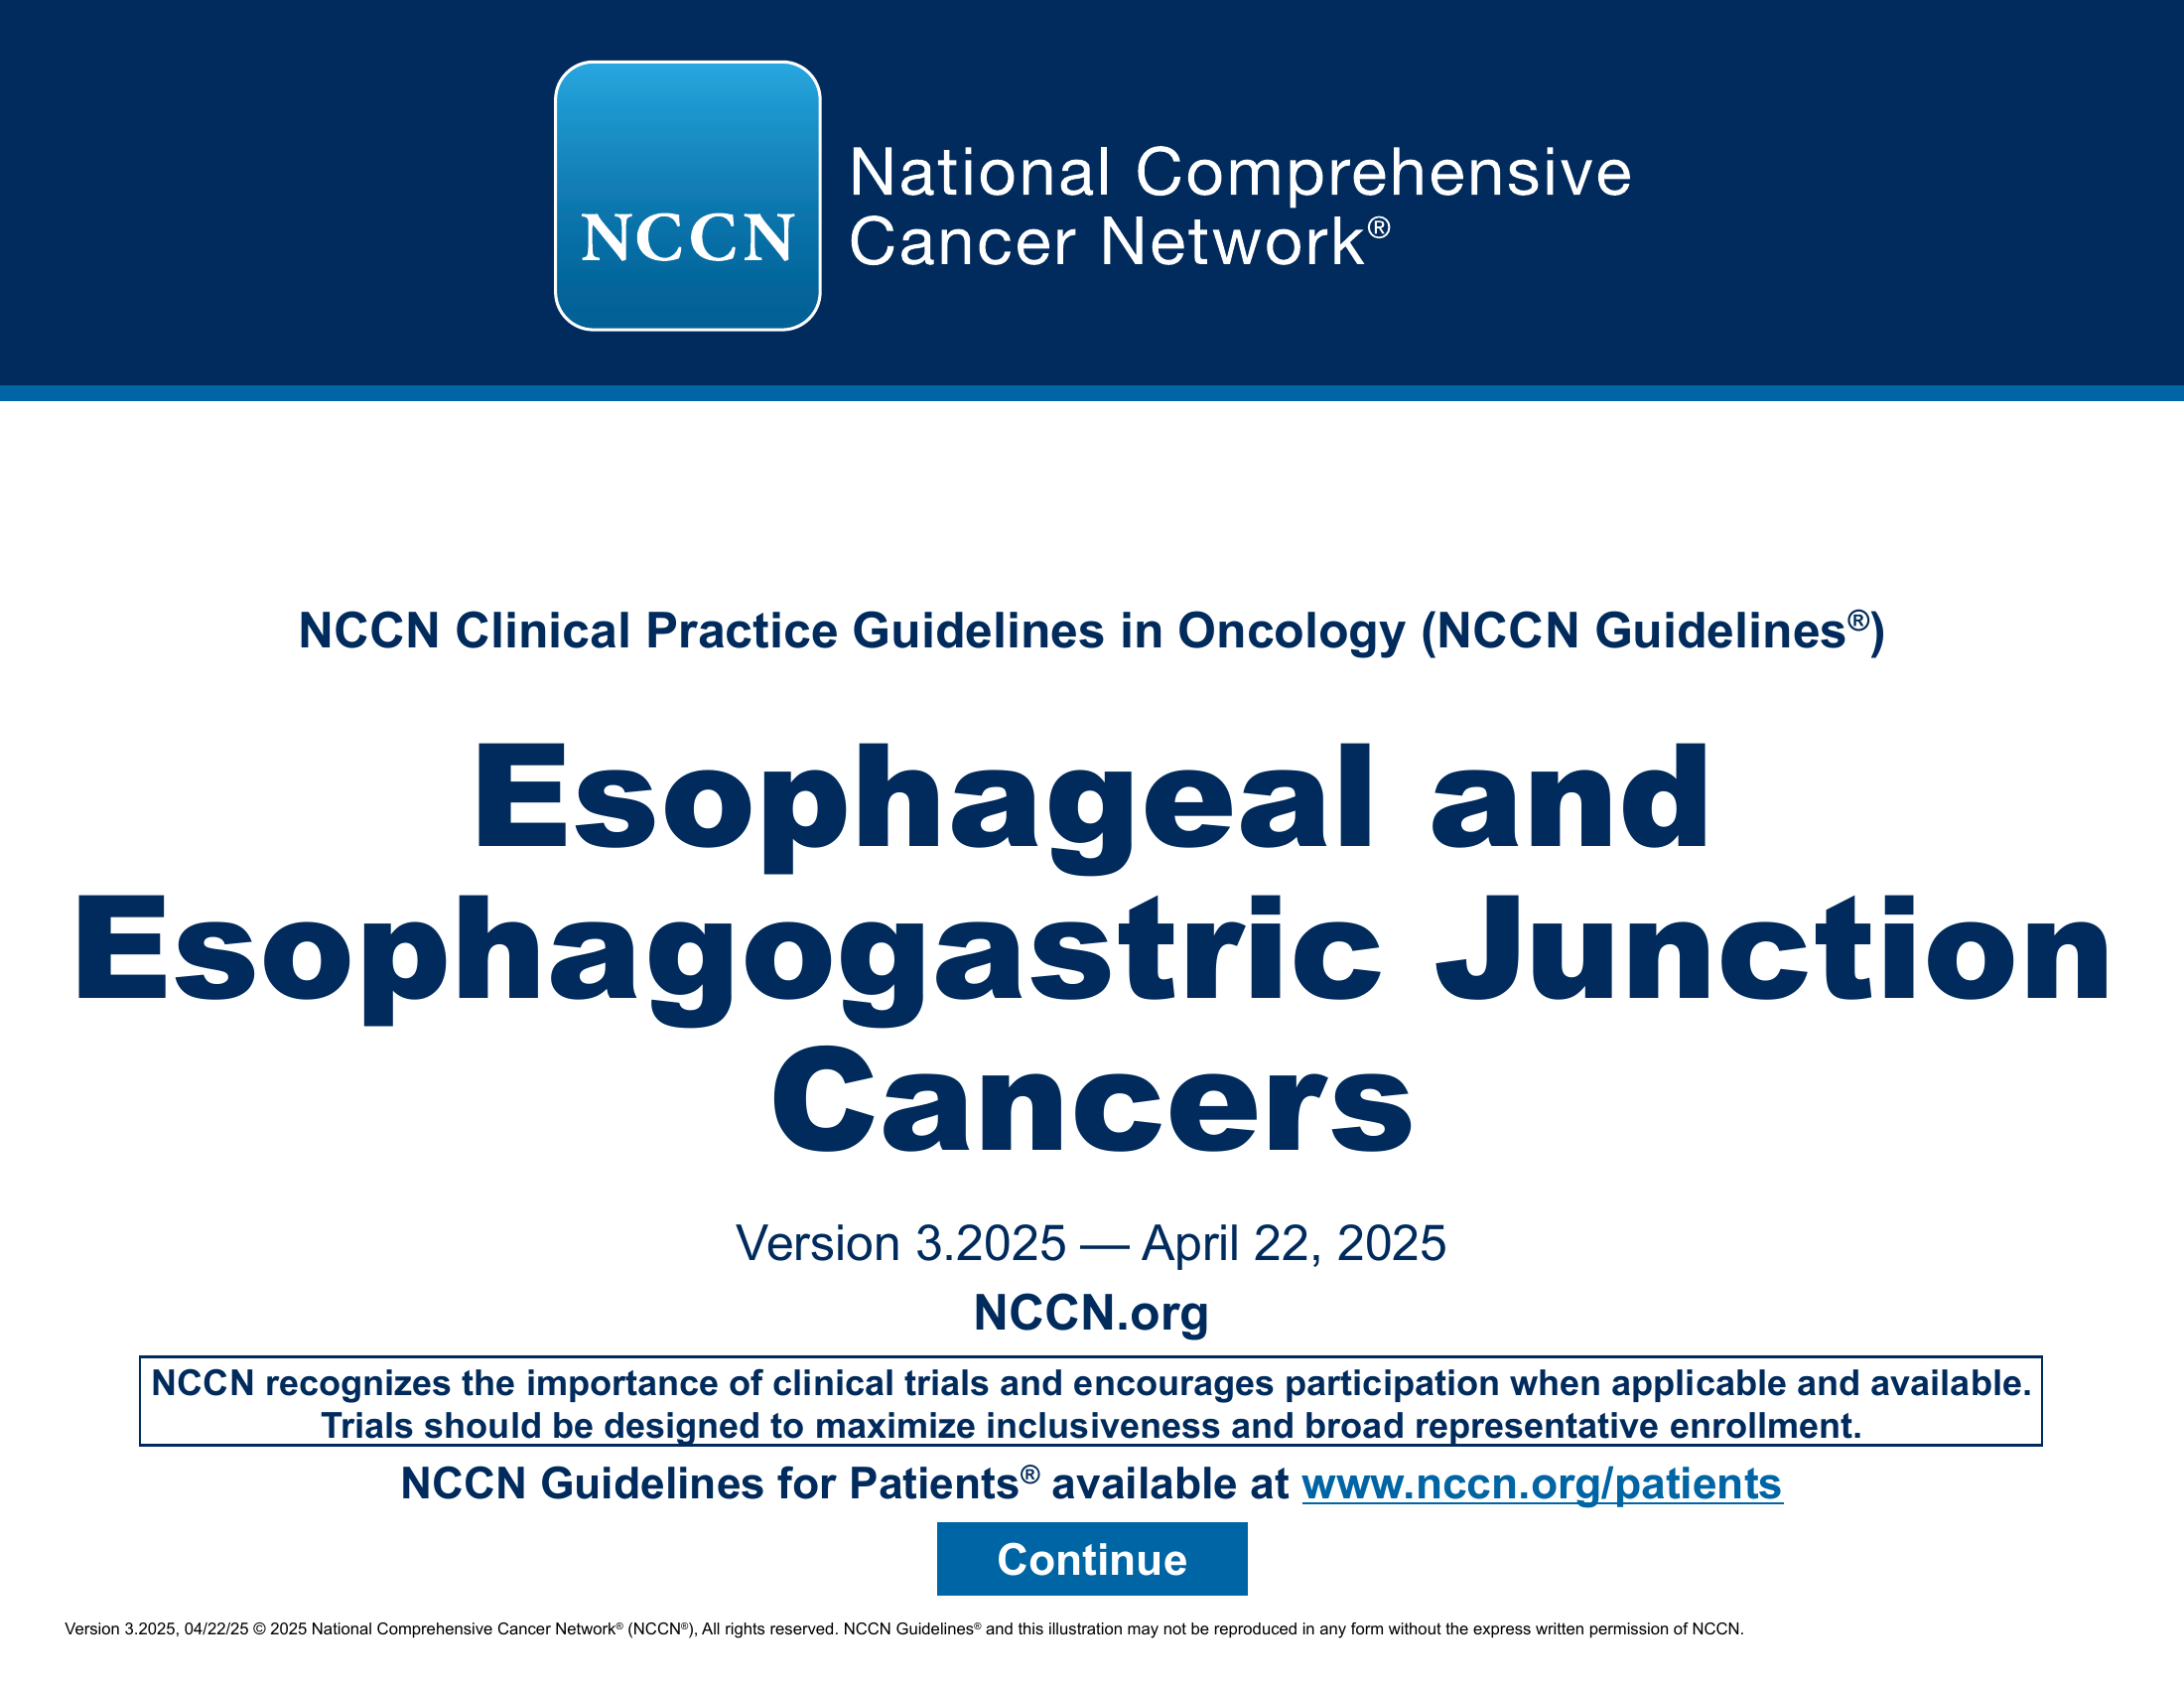 NCCN
National Comprehensive
Cancer Network®
NCCN Clinical Practice Guidelines in Oncology (NCCN Guidelines®)
Esophageal and
Esophagogastric Junction
Cancers
Version 3.2025 — April 22, 2025
NCCN.org
NCCN recognizes the importance of clinical trials and encourages participation when applicable and available.
Trials should be designed to maximize inclusiveness and broad representative enrollment.
NCCN Guidelines for Patients® available at www.nccn.org/patients
Continue
Version 3.2025, 04/22/25 © 2025 National Comprehensive Cancer Network® (NCCN®), All rights reserved. NCCN Guidelines® and this illustration may not be reproduced in any form without the express written permission of NCCN.